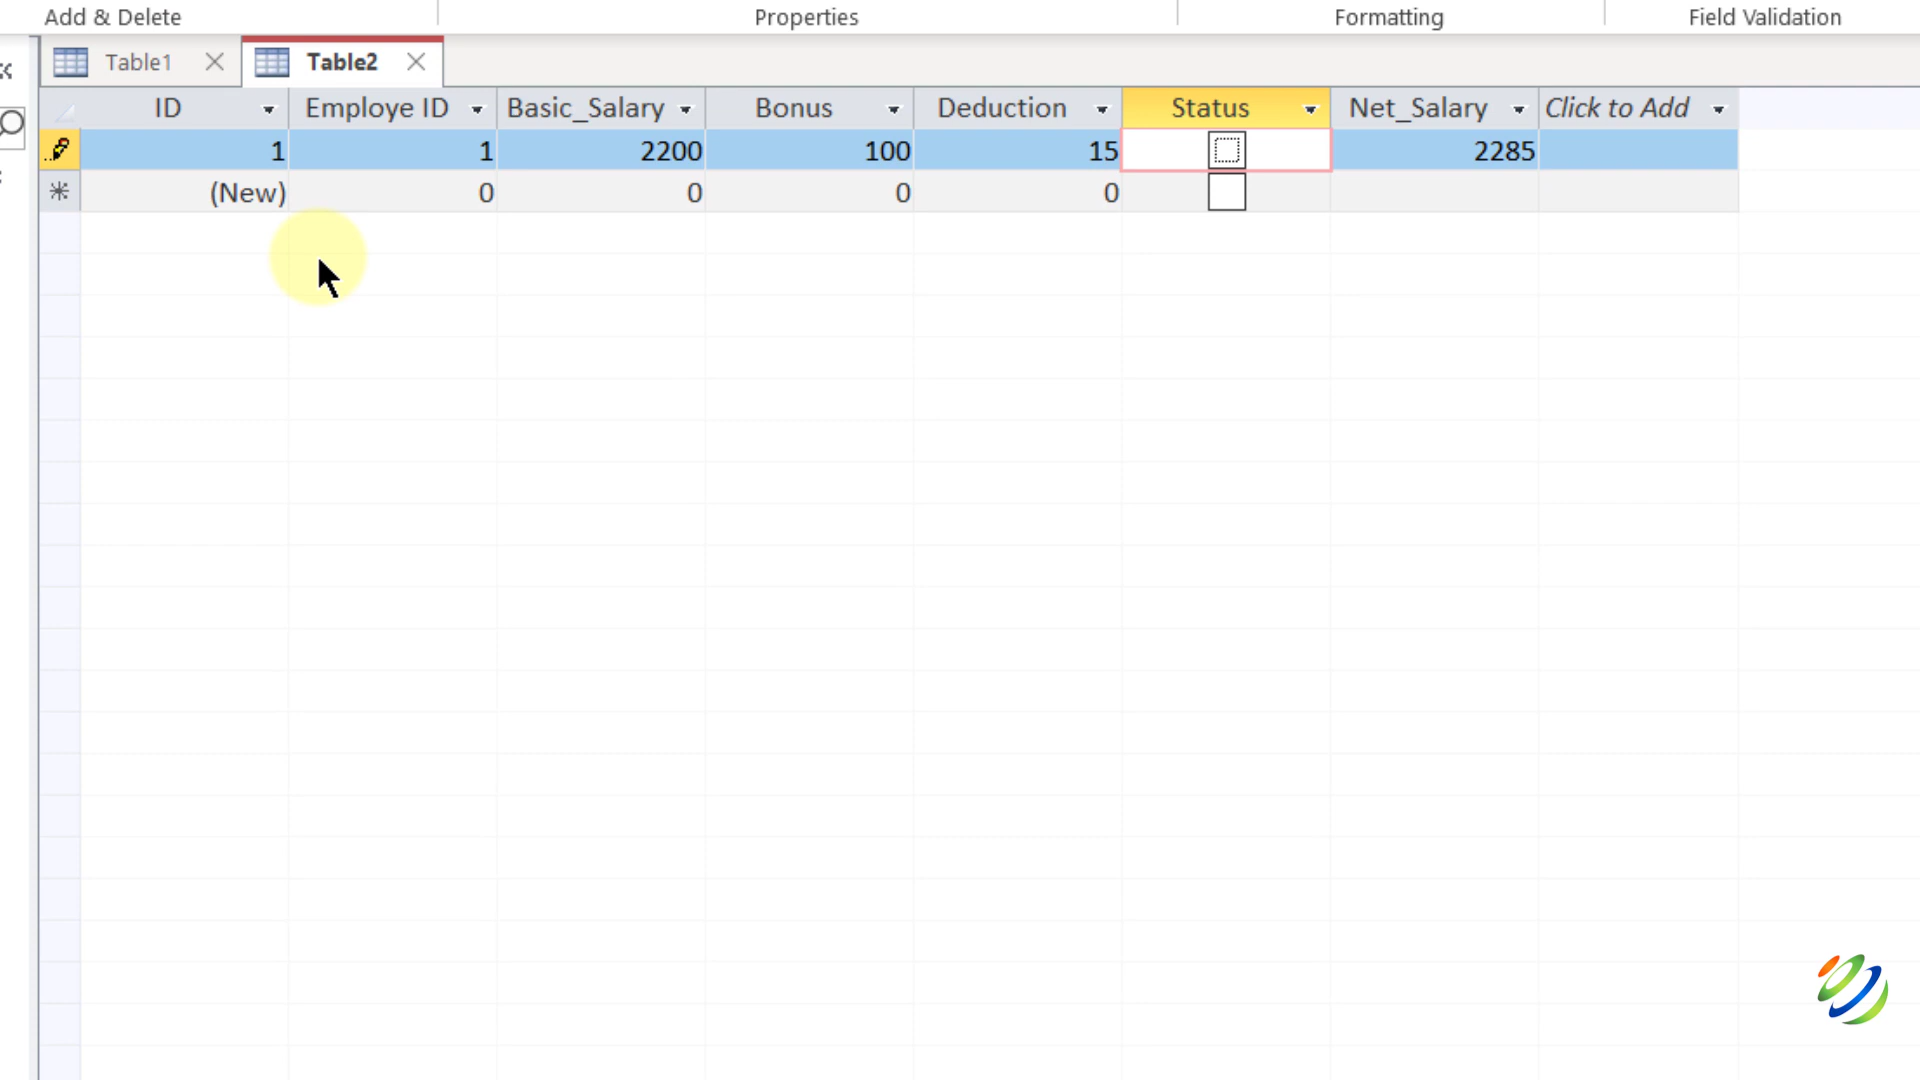 Add & Delete Properties Formatting Field Validation
Table1 Table2
ID Employe ID Basic_Salary Bonus Deduction Status Net_Salary Click to Add
1 1 2200 100 15 2285
(New) 0 0 0 0